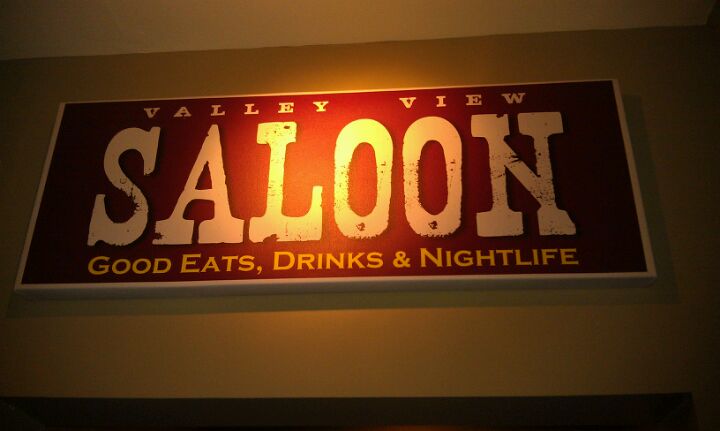 VALLEY VIEW
SALOON
GOOD EATS, DRINKS & NIGHTLIFE